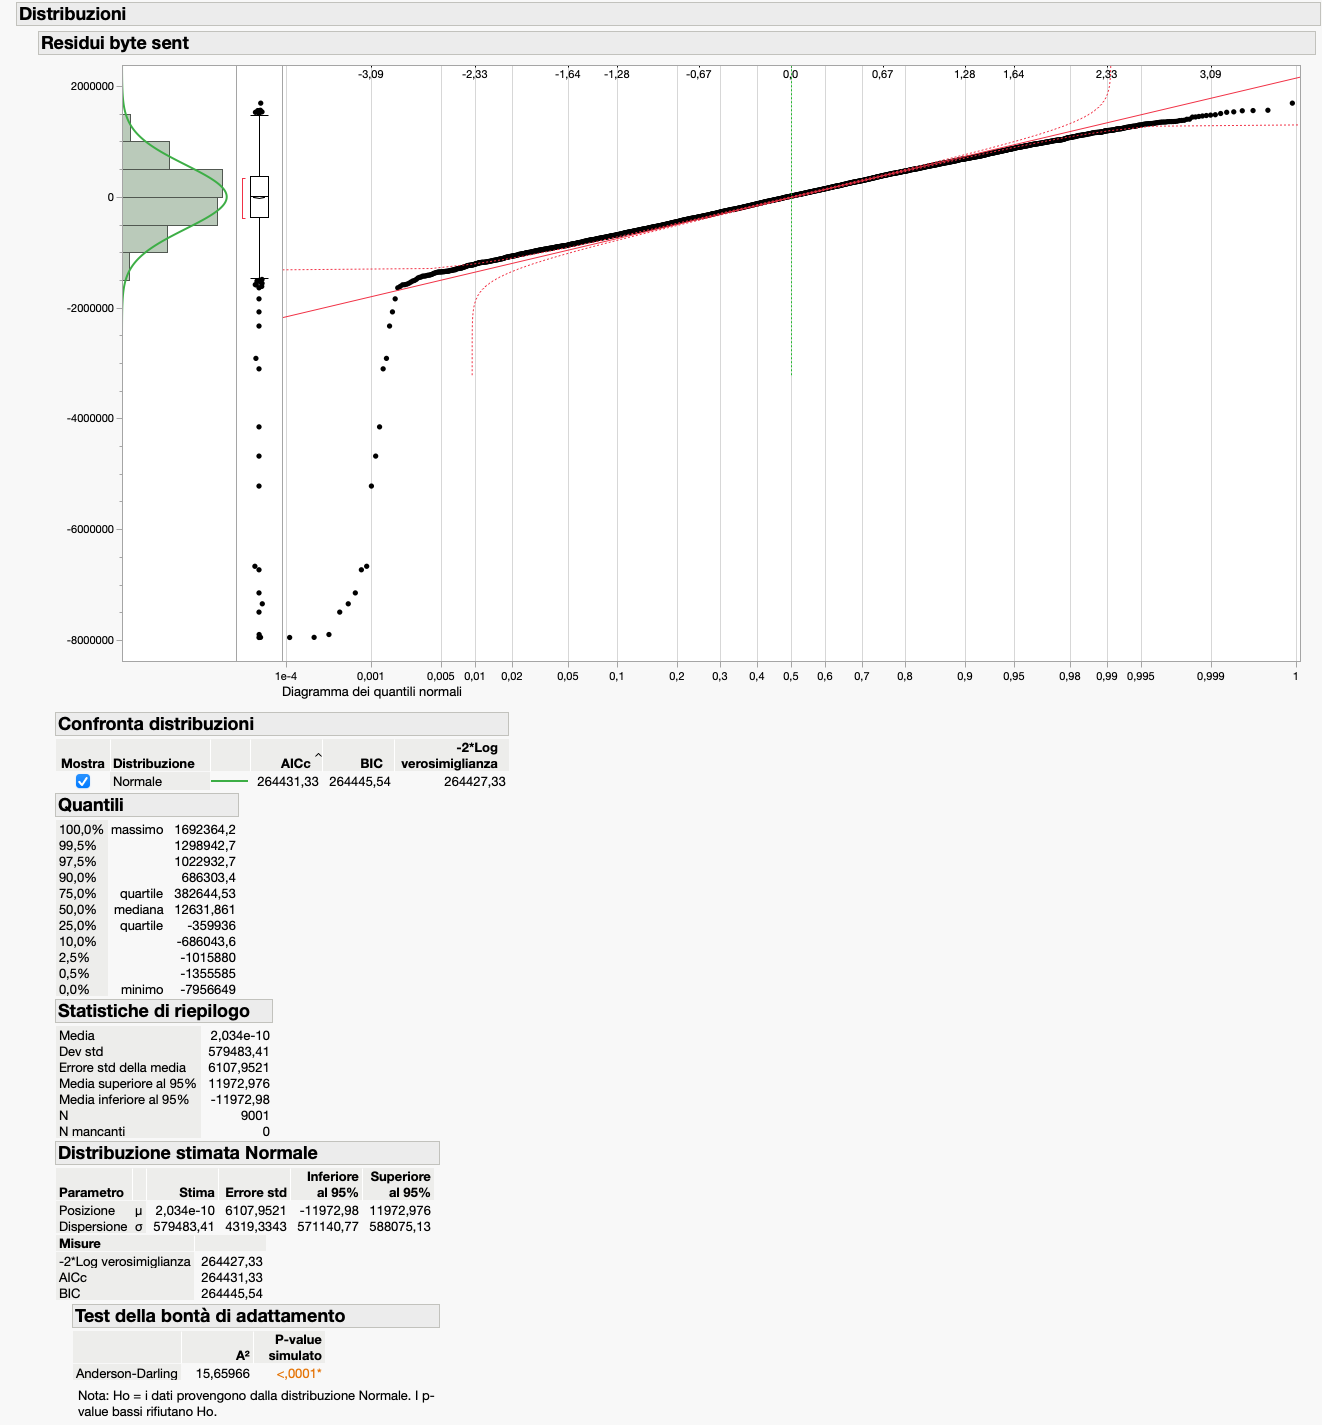 Distribuzioni
Residui byte sent
-3,09 -2,33 -1,64 -1,28 -0,67 0,0 0,67 1,28 1,64 2,33 3,09
2000000
0
-2000000
-4000000
-6000000
-8000000
1e-4 0,001 0,005 0,01 0,02 0,05 0,1 0,2 0,3 0,4 0,5 0,6 0,7 0,8 0,9 0,95 0,98 0,99 0,995 0,999 1
Diagramma dei quantili normali
Confronta distribuzioni
-2*Log
Mostra Distribuzione AICc ^ BIC verosimiglianza
Normale 264431,33 264445,54 264427,33
Quantili
100,0% massimo 1692364,2
99,5% 1298942,7
97,5% 1022932,7
90,0% 686303,4
75,0% quartile 382644,53
50,0% mediana 12631,861
25,0% quartile -359936
10,0% -686043,6
2,5% -1015880
0,5% -1355585
0,0% minimo -7956649
Statistiche di riepilogo
Media 2,034e-10
Dev std 579483,41
Errore std della media 6107,9521
Media superiore al 95% 11972,976
Media inferiore al 95% -11972,98
N 9001
N mancanti 0
Distribuzione stimata Normale
Inferiore Superiore
Parametro Stima Errore std al 95% al 95%
Posizione μ 2,034e-10 6107,9521 -11972,98 11972,976
Dispersione σ 579483,41 4319,3343 571140,77 588075,13
Misure
-2*Log verosimiglianza 264427,33
AICc 264431,33
BIC 264445,54
Test della bontà di adattamento
P-value
A² simulato
Anderson-Darling 15,65966 <,0001*
Nota: Ho = i dati provengono dalla distribuzione Normale. I p-
value bassi rifiutano Ho.